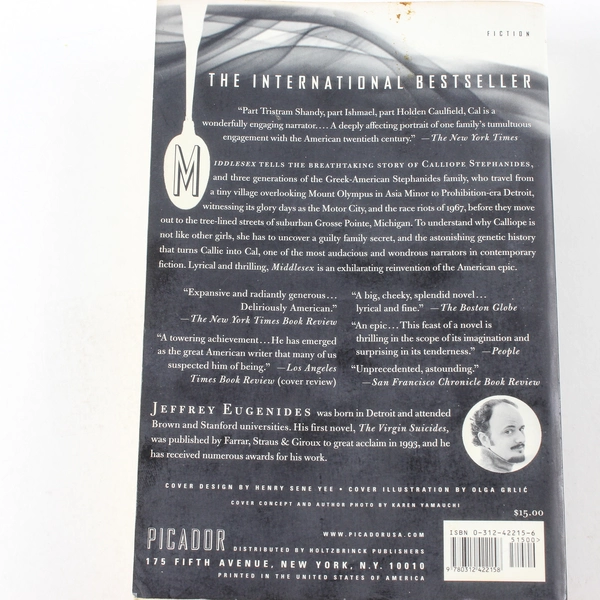 FICTION
THE INTERNATIONAL BESTSELLER
“Part Tristram Shandy, part Ishmael, part Holden Caulfield, Cal is a
wonderfully engaging narrator.... A deeply affecting portrait of one family’s tumultuous
engagement with the American twentieth century.” —The New York Times
MIDDLESEX TELLS THE BREATHTAKING STORY OF CALLIOPE STEPHANIDES,
and three generations of the Greek-American Stephanides family, who travel from
a tiny village overlooking Mount Olympus in Asia Minor to Prohibition-era Detroit,
witnessing its glory days as the Motor City, and the race riots of 1967, before they move
out to the tree-lined streets of suburban Grosse Pointe, Michigan. To understand why Calliope is
not like other girls, she has to uncover a guilty family secret, and the astonishing genetic history
that turns Callie into Cal, one of the most audacious and wondrous narrators in contemporary
fiction. Lyrical and thrilling, Middlesex is an exhilarating reinvention of the American epic.
“Expansive and radiantly generous...
Deliriously American.”
—The New York Times Book Review
“A towering achievement...He has emerged
as the great American writer that many of us
suspected him of being.” —Los Angeles
Times Book Review (cover review)
“A big, cheeky, splendid novel...
lyrical and fine.” —The Boston Globe
“An epic...This feast of a novel is
thrilling in the scope of its imagination and
surprising in its tenderness.” —People
“Unprecedented, astounding.”
—San Francisco Chronicle Book Review
JEFFREY EUGENIDES was born in Detroit and attended
Brown and Stanford universities. His first novel, The Virgin Suicides,
was published by Farrar, Straus & Giroux to great acclaim in 1993, and he
has received numerous awards for his work.
COVER DESIGN BY HENRY SENE YEE • COVER ILLUSTRATION BY OLGA GRLIĆ
COVER CONCEPT AND AUTHOR PHOTO BY KAREN YAMAUCHI
$15.00
PICADOR
WWW.PICADORUSA.COM
DISTRIBUTED BY HOLTZBRINCK PUBLISHERS
175 FIFTH AVENUE, NEW YORK, N.Y. 10010
PRINTED IN THE UNITED STATES OF AMERICA
ISBN 0-312-42215-6
51500>
9 780312 422158